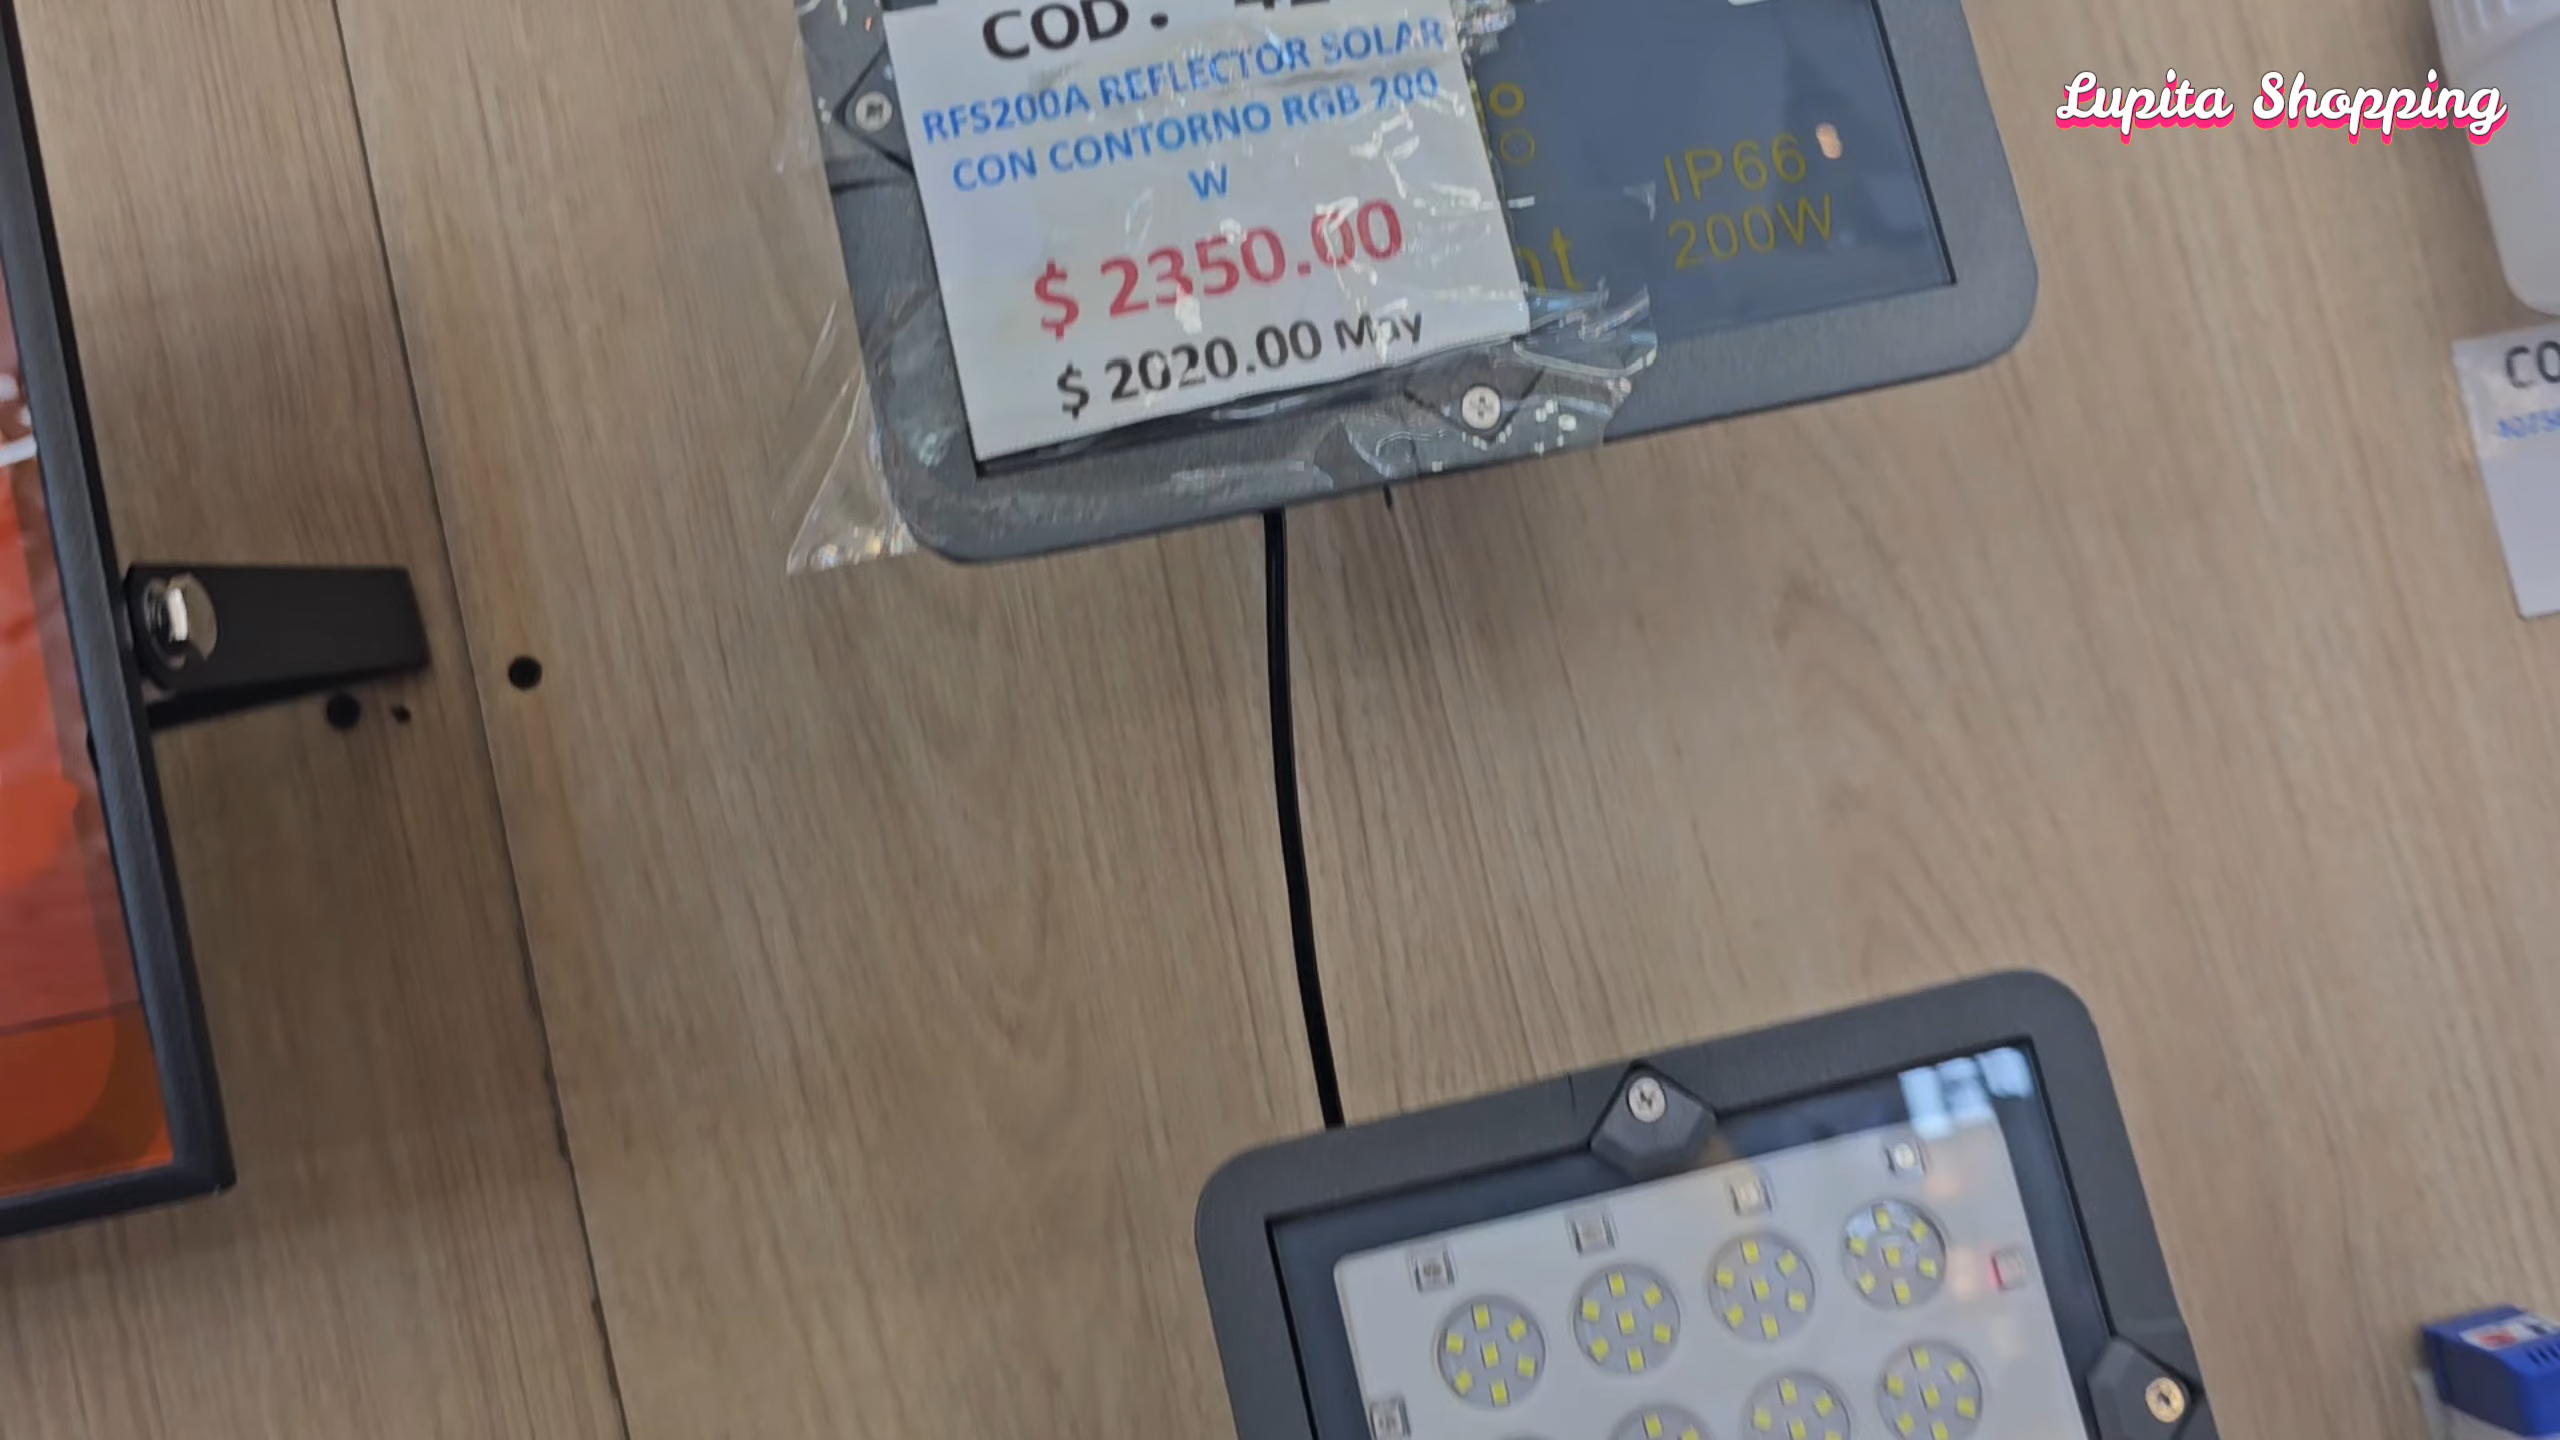 COD.
RFS200A REFLECTOR SOLAR
CON CONTORNO RGB 200
W
$ 2350.00
$ 2020.00 May
IP66
200W
Lupita Shopping